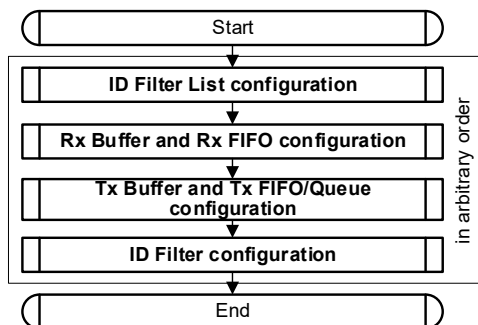 Start
ID Filter List configuration
Rx Buffer and Rx FIFO configuration
Tx Buffer and Tx FIFO/Queue
configuration
ID Filter configuration
in arbitrary order
End